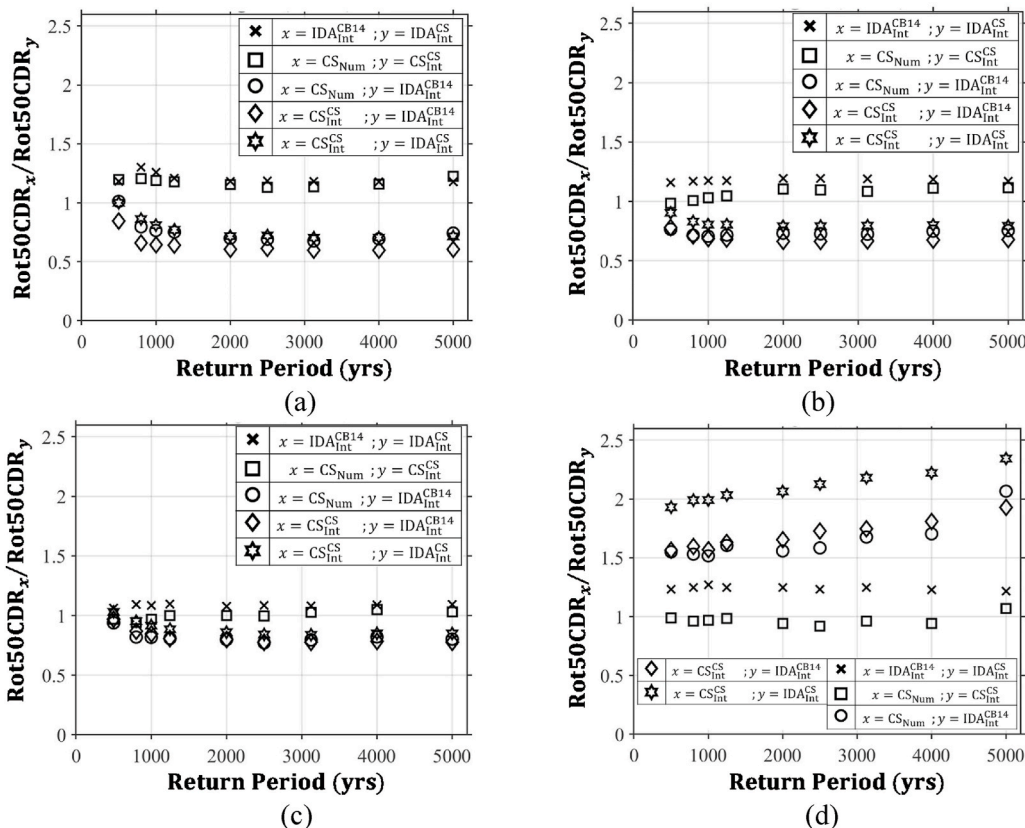 2.5
2
1.5
1
0.5
0
Rot50CDRₓ/Rot50CDR_y
x = IDA_Int^CB14 ; y = IDA_Int^CS
x = CS_Num ; y = CS_Int^CS
x = CS_Num ; y = IDA_Int^CB14
x = CS_Int^CS ; y = IDA_Int^CB14
x = CS_Int^CS ; y = IDA_Int^CS
0 1000 2000 3000 4000 5000
Return Period (yrs)
(a)
2.5
2
1.5
1
0.5
0
Rot50CDRₓ/Rot50CDR_y
x = IDA_Int^CB14 ; y = IDA_Int^CS
x = CS_Num ; y = CS_Int^CS
x = CS_Num ; y = IDA_Int^CB14
x = CS_Int^CS ; y = IDA_Int^CB14
x = CS_Int^CS ; y = IDA_Int^CS
0 1000 2000 3000 4000 5000
Return Period (yrs)
(b)
2.5
2
1.5
1
0.5
0
Rot50CDRₓ/Rot50CDR_y
x = IDA_Int^CB14 ; y = IDA_Int^CS
x = CS_Num ; y = CS_Int^CS
x = CS_Num ; y = IDA_Int^CB14
x = CS_Int^CS ; y = IDA_Int^CB14
x = CS_Int^CS ; y = IDA_Int^CS
0 1000 2000 3000 4000 5000
Return Period (yrs)
(c)
2.5
2
1.5
1
0.5
0
Rot50CDRₓ/Rot50CDR_y
x = CS_Int^CS ; y = IDA_Int^CB14
x = CS_Int^CS ; y = IDA_Int^CS
x = IDA_Int^CB14 ; y = IDA_Int^CS
x = CS_Num ; y = CS_Int^CS
x = CS_Num ; y = IDA_Int^CB14
0 1000 2000 3000 4000 5000
Return Period (yrs)
(d)